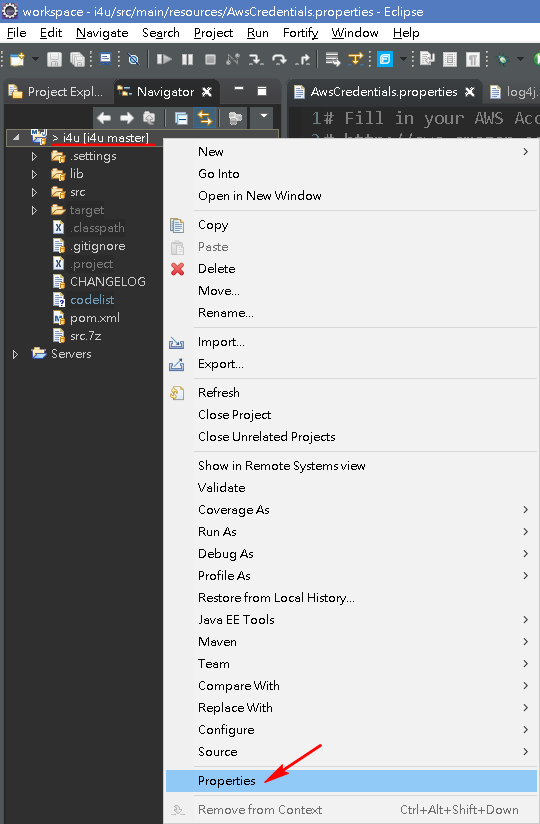 workspace - i4u/src/main/resources/AwsCredentials.properties - Eclipse
File Edit Navigate Search Project Run Fortify Window Help
Project Expl... Navigator AwsCredentials.properties log4j.
1# Fill in your AWS Acc
> i4u [i4u master]
.settings
lib
src
target
.classpath
.gitignore
.project
CHANGELOG
codelist
pom.xml
src.7z
Servers
New
Go Into
Open in New Window
Copy
Paste
Delete
Move...
Rename...
Import...
Export...
Refresh
Close Project
Close Unrelated Projects
Show in Remote Systems view
Validate
Coverage As
Run As
Debug As
Profile As
Restore from Local History...
Java EE Tools
Maven
Team
Compare With
Replace With
Configure
Source
Properties
Remove from Context Ctrl+Alt+Shift+Down